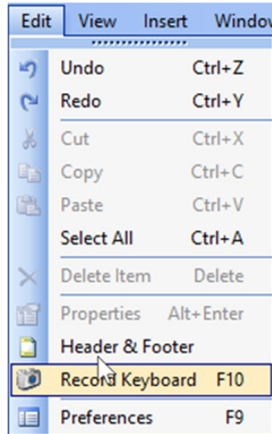 Edit View Insert Window
Undo Ctrl+Z
Redo Ctrl+Y
Cut Ctrl+X
Copy Ctrl+C
Paste Ctrl+V
Select All Ctrl+A
Delete Item Delete
Properties Alt+Enter
Header & Footer
Record Keyboard F10
Preferences F9